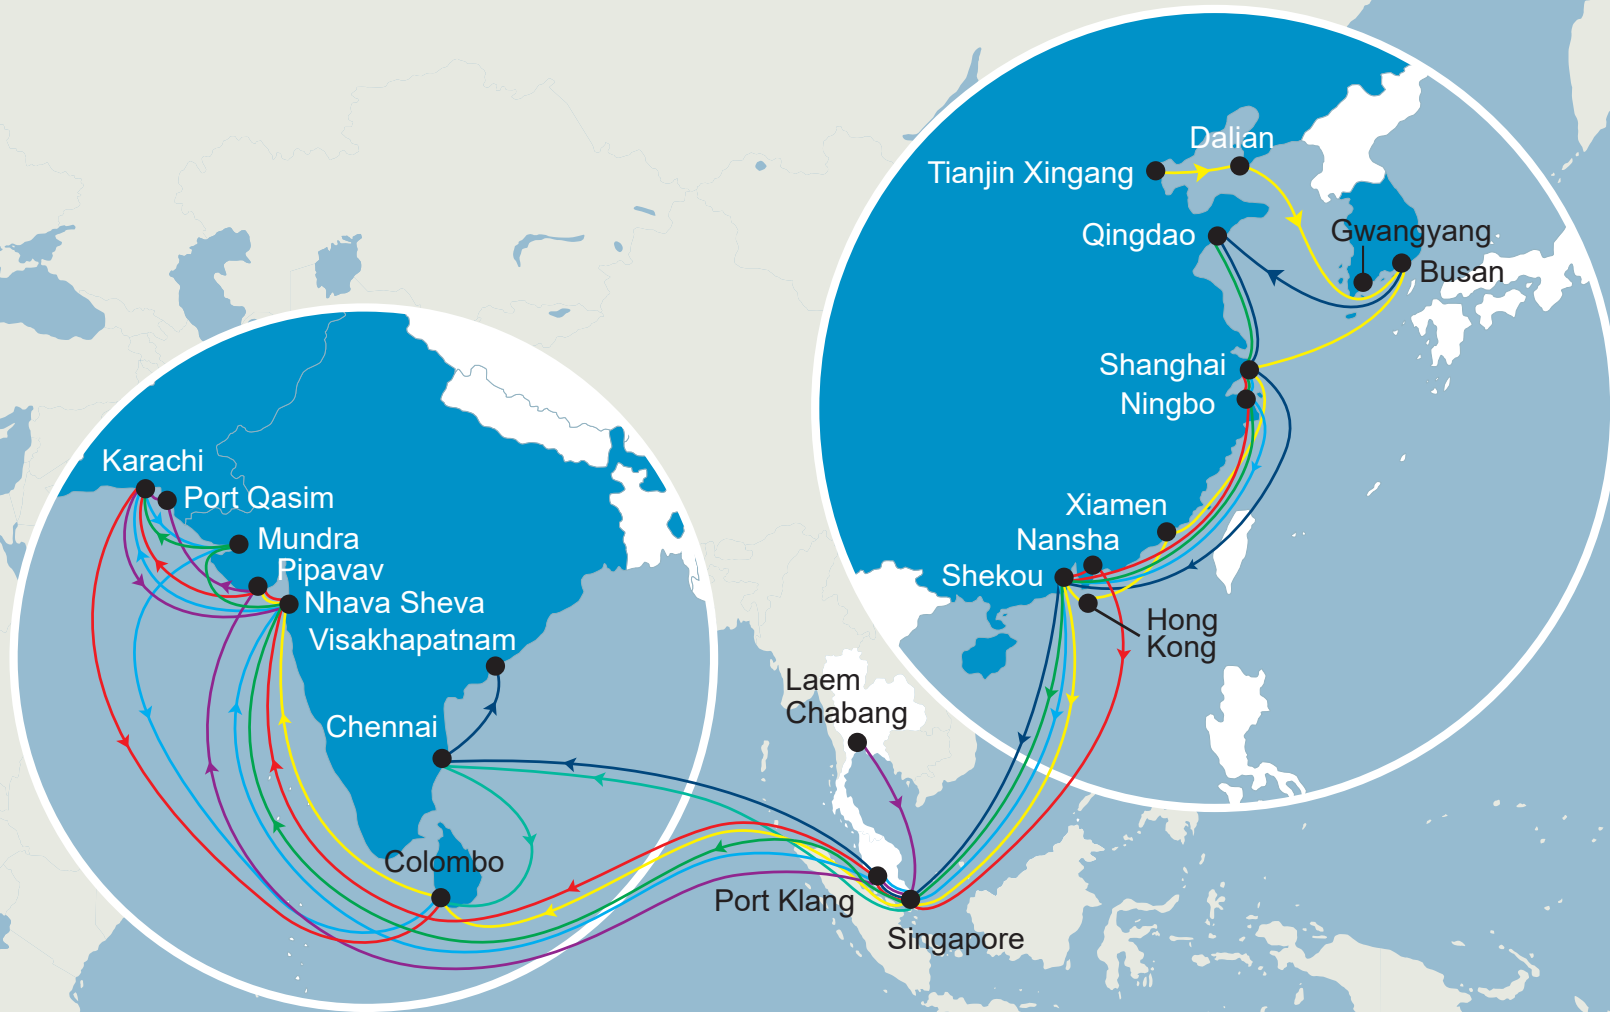 Dalian
Tianjin Xingang
Gwangyang
Qingdao
Busan
Shanghai
Ningbo
Karachi
Port Qasim
Xiamen
Mundra
Nansha
Pipavav
Shekou
Nhava Sheva
Hong
Kong
Visakhapatnam
Laem
Chabang
Chennai
Colombo
Port Klang
Singapore